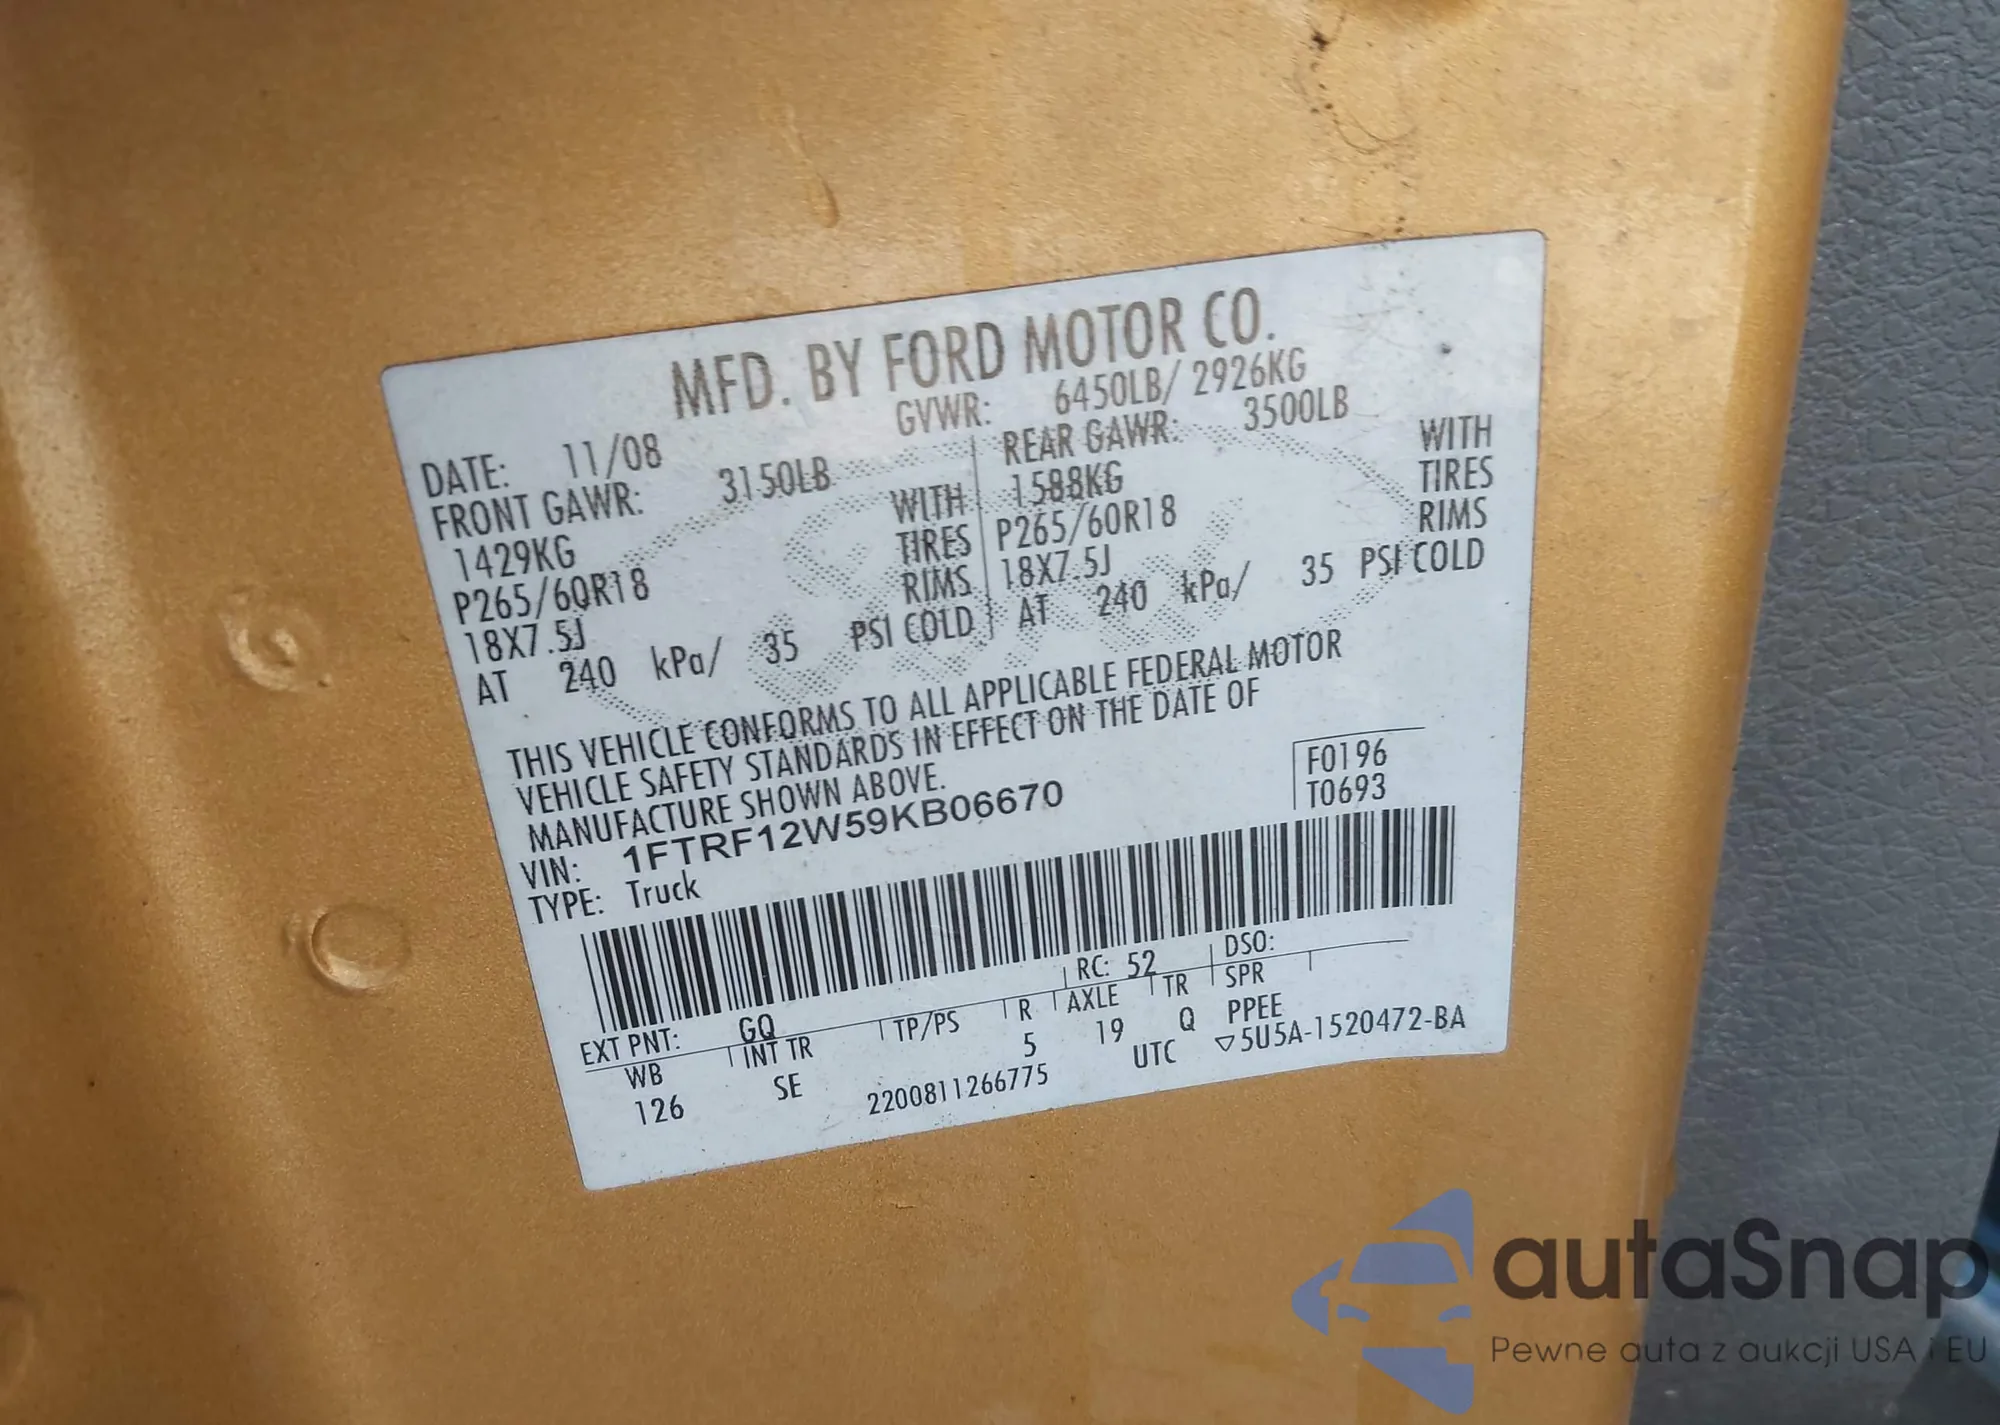 MFD. BY FORD MOTOR CO.
DATE: 11/08 GVWR: 6450LB/ 2926KG
FRONT GAWR: 3150LB REAR GAWR: 3500LB
1429KG WITH 1588KG WITH
P265/60R18 TIRES P265/60R18 TIRES
18X7.5J RIMS 18X7.5J RIMS
AT 240 kPa/ 35 PSI COLD AT 240 kPa/ 35 PSI COLD
THIS VEHICLE CONFORMS TO ALL APPLICABLE FEDERAL MOTOR
VEHICLE SAFETY STANDARDS IN EFFECT ON THE DATE OF
MANUFACTURE SHOWN ABOVE.
F0196
T0693
VIN: 1FTRF12W59KB06670
TYPE: Truck
EXT PNT: GQ RC: 52 DSO:
WB INT TR TP/PS R AXLE TR SPR
126 SE 5 19 Q PPEE
2200811266775 UTC ▽5U5A-1520472-BA
autaSnap
Pewne auta z aukcji USA i EU